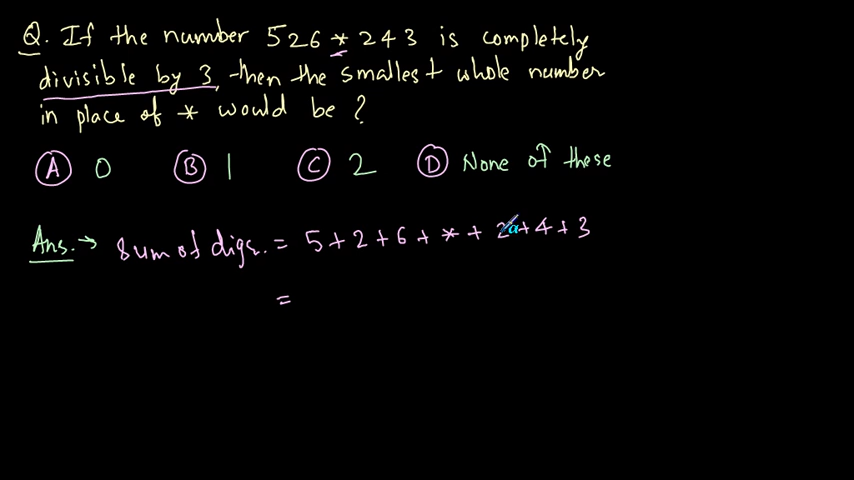 Q. If the number 526*243 is completely
divisible by 3, then the smallest whole number
in place of * would be ?
(A) 0 (B) 1 (C) 2 (D) None of these
Ans. → Sum of digs. = 5+2+6+*+2+4+3
=